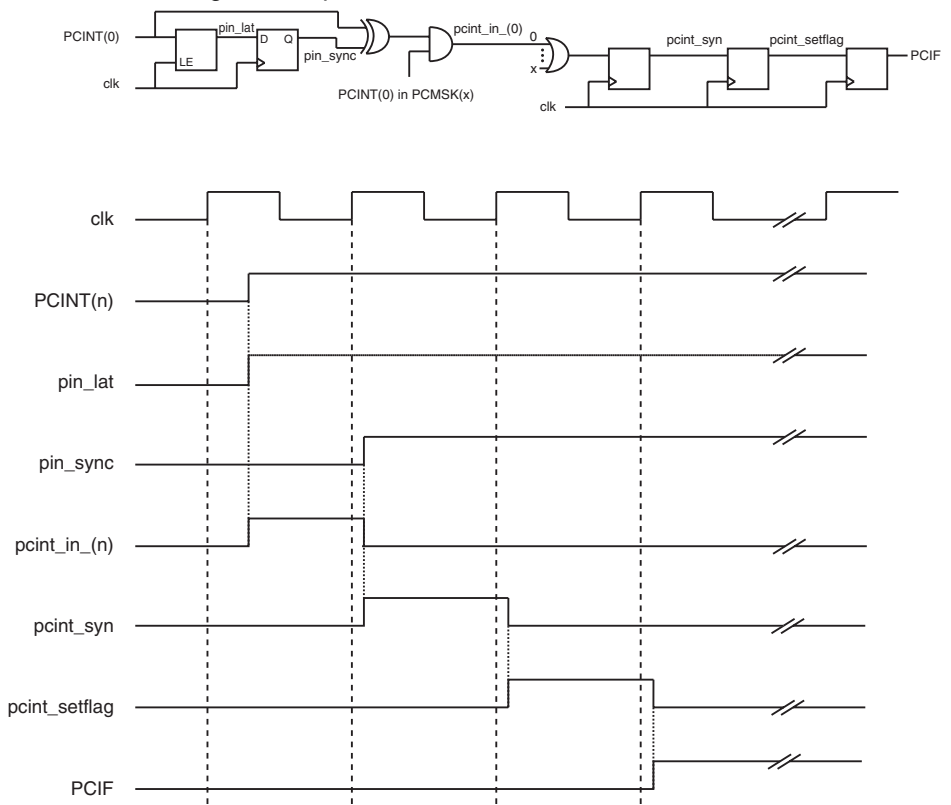 PCINT(0)
pin_lat
LE
D Q
pin_sync
clk
pcint_in_(0)
PCINT(0) in PCMSK(x)
0
x
pcint_syn
pcint_setflag
PCIF
clk
clk
PCINT(n)
pin_lat
pin_sync
pcint_in_(n)
pcint_syn
pcint_setflag
PCIF